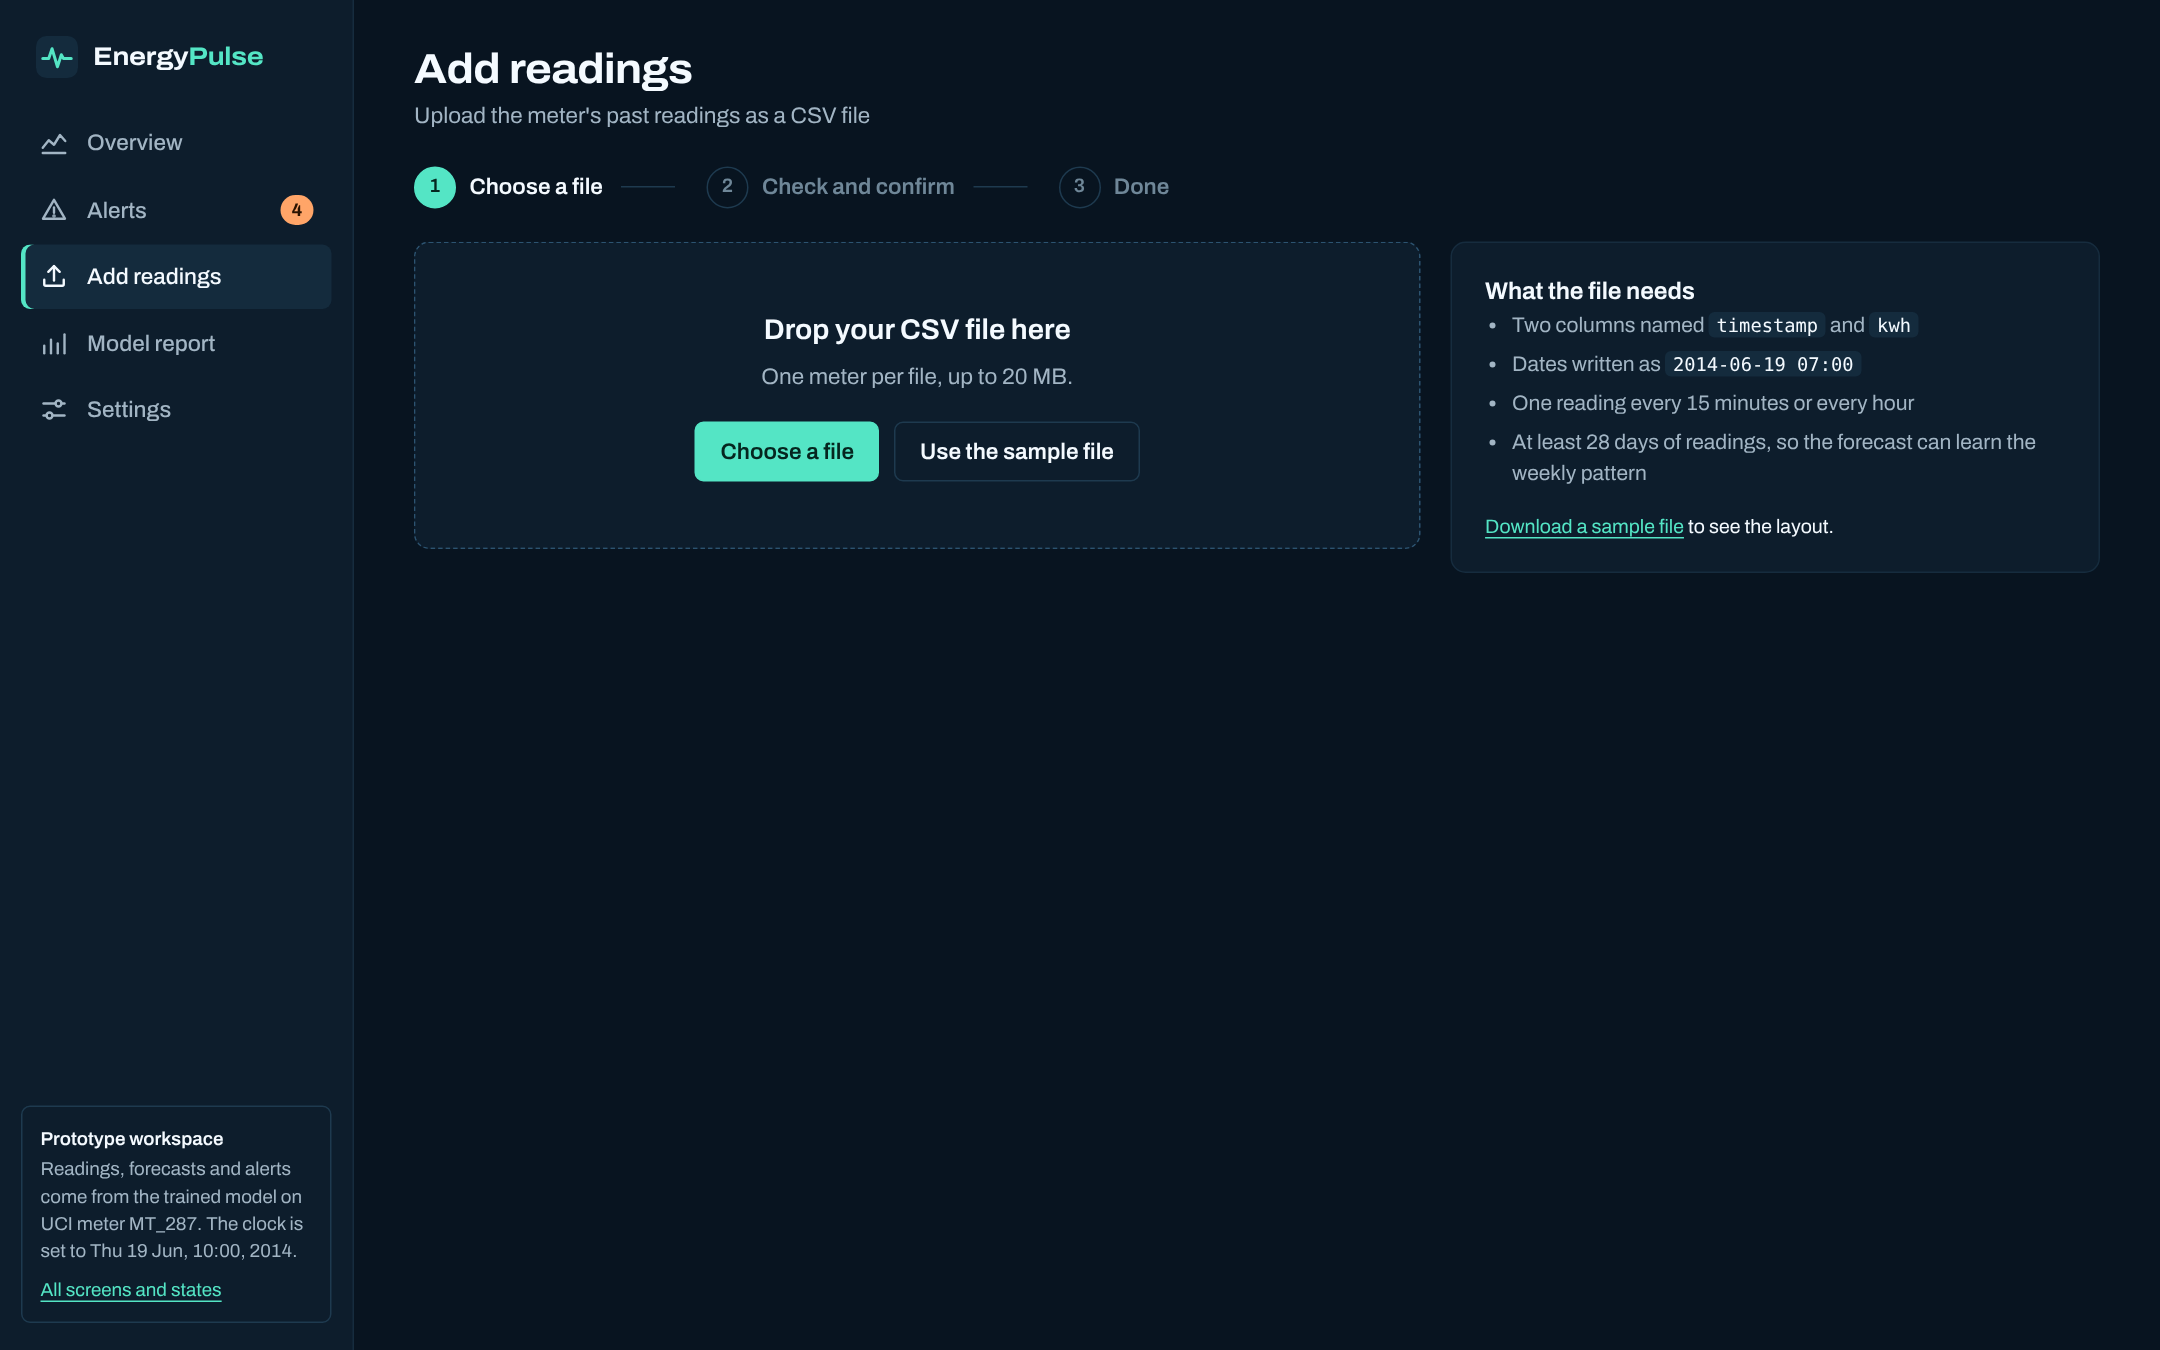 EnergyPulse
Overview
Alerts 4
Add readings
Model report
Settings
Prototype workspace
Readings, forecasts and alerts
come from the trained model on
UCI meter MT_287. The clock is
set to Thu 19 Jun, 10:00, 2014.
All screens and states
Add readings
Upload the meter's past readings as a CSV file
1 Choose a file 2 Check and confirm 3 Done
Drop your CSV file here
One meter per file, up to 20 MB.
Choose a file Use the sample file
What the file needs
• Two columns named timestamp and kwh
• Dates written as 2014-06-19 07:00
• One reading every 15 minutes or every hour
• At least 28 days of readings, so the forecast can learn the
weekly pattern
Download a sample file to see the layout.